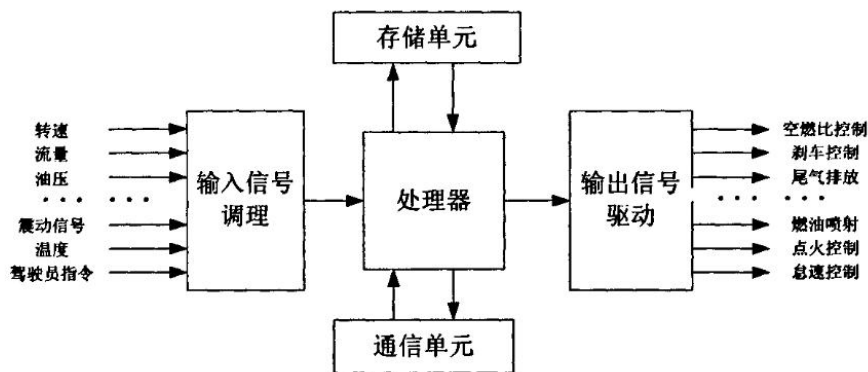 存储单元
转速
流量
油压
· · · · · ·
震动信号
温度
驾驶员指令
输入信号
调理
处理器
输出信号
驱动
空燃比控制
刹车控制
尾气排放
· · · · · ·
燃油喷射
点火控制
怠速控制
通信单元